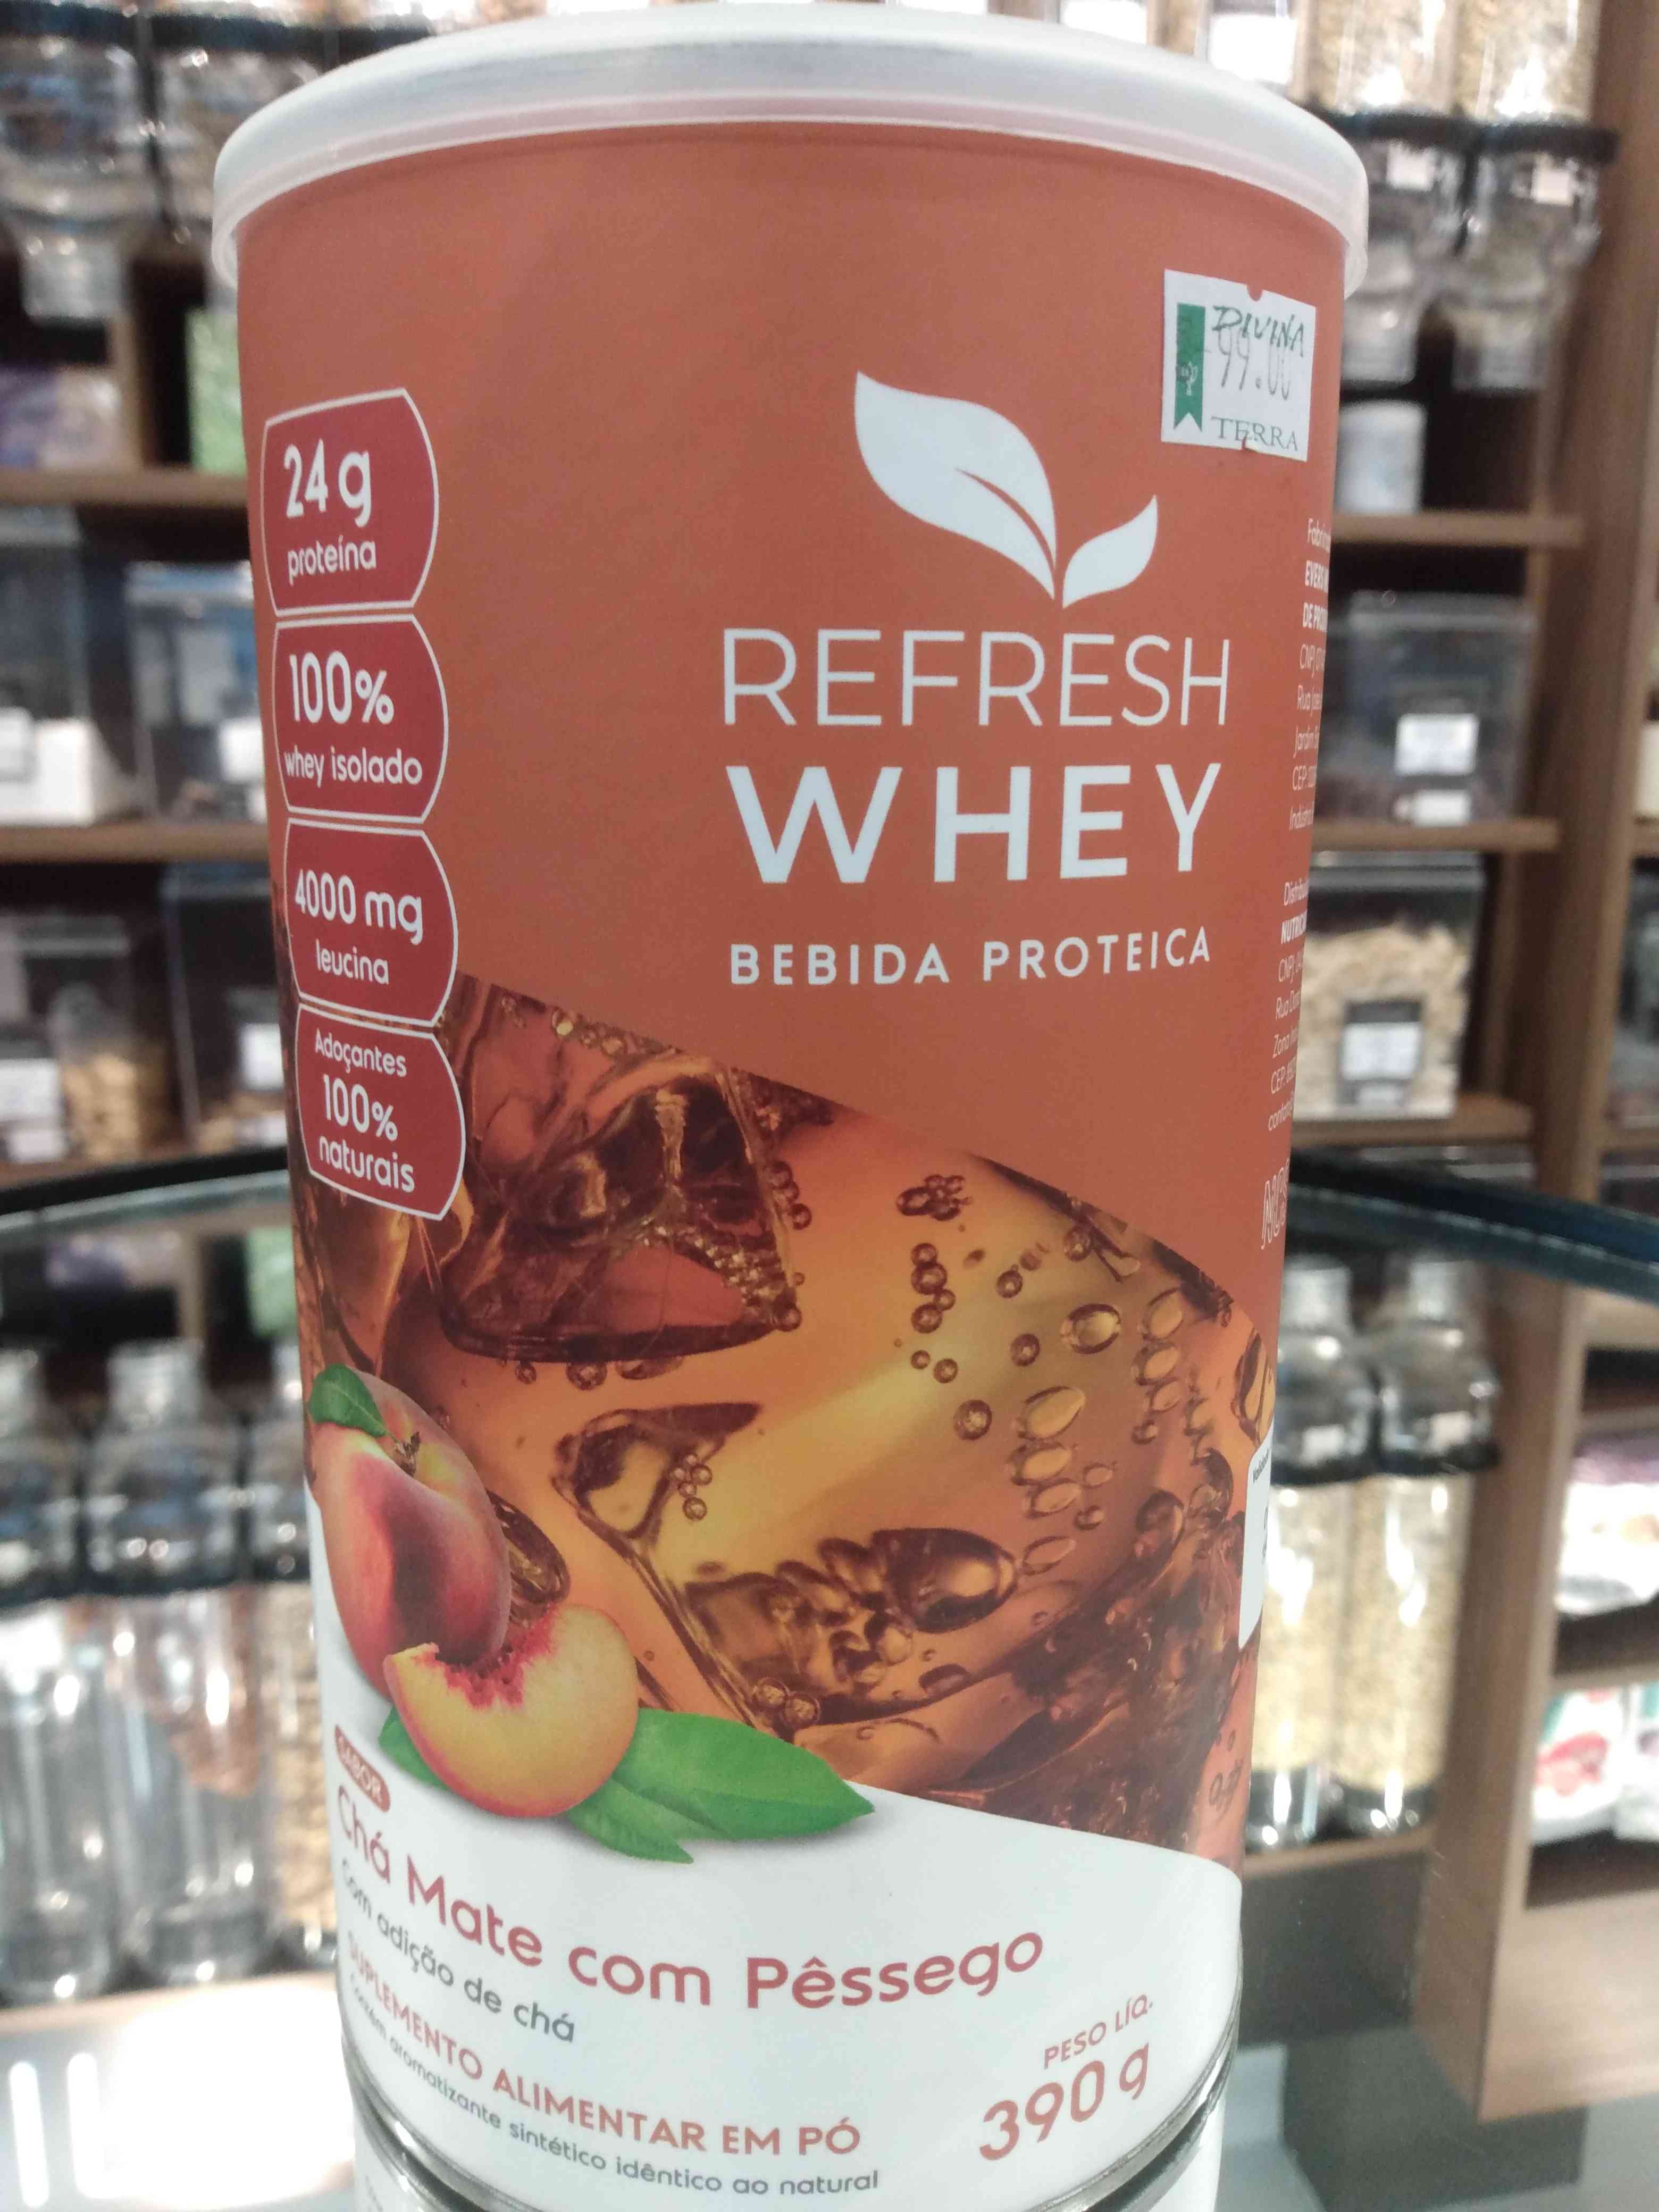 DIVINA
99.00
TERRA
24 g
proteína
100%
whey isolado
4000 mg
leucina
Adoçantes
100%
naturais
REFRESH
WHEY
BEBIDA PROTEICA
SABOR
Chá Mate com Pêssego
Com adição de chá
SUPLEMENTO ALIMENTAR EM PÓ
Contém aromatizante sintético idêntico ao natural
PESO LÍQ.
390 g